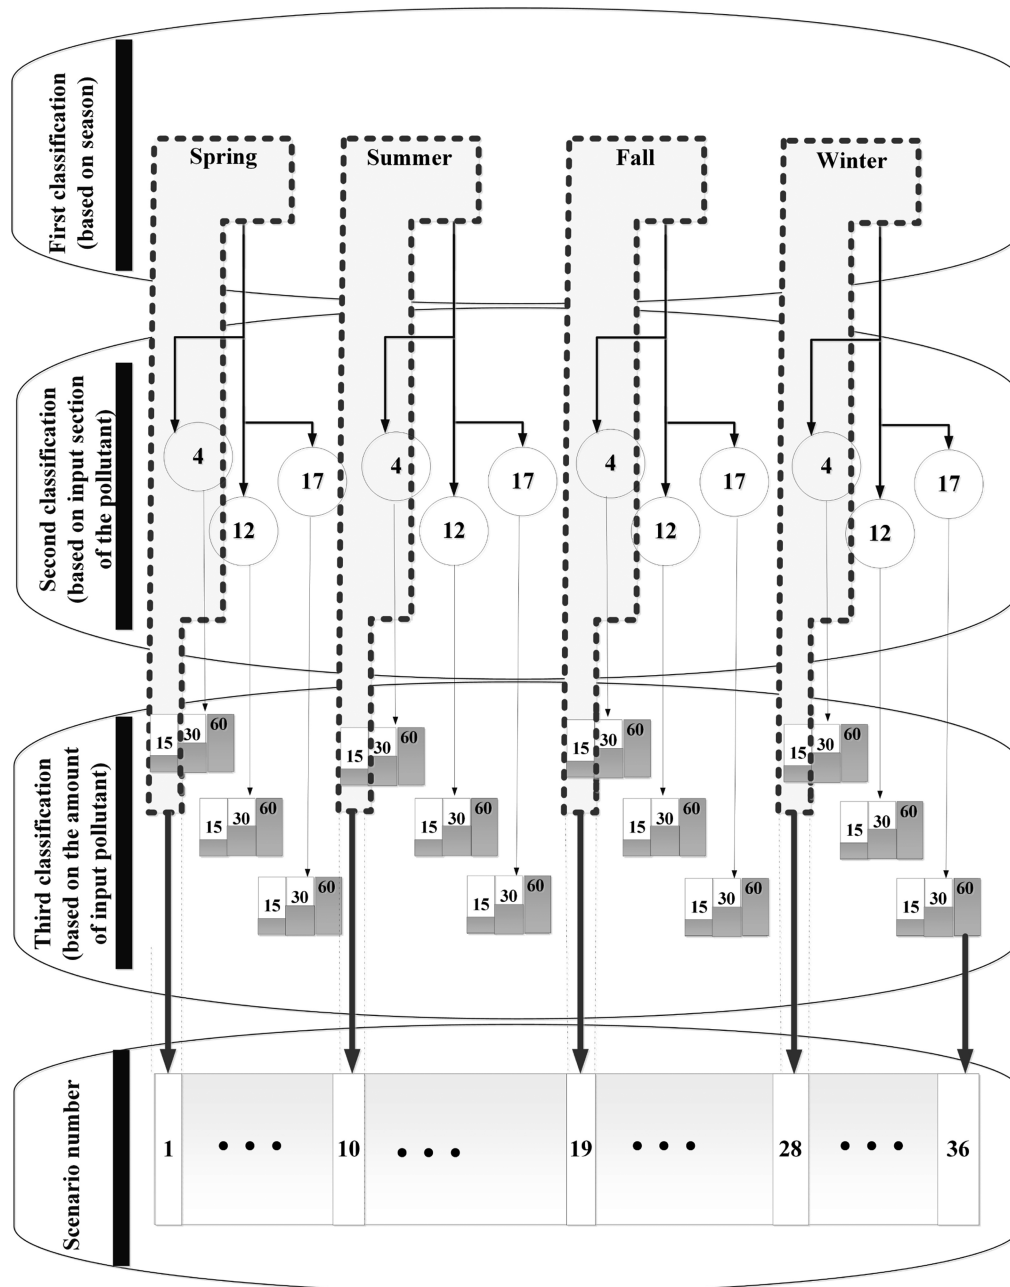 First classification
(based on season)
Spring
Summer
Fall
Winter
Second classification
(based on input section
of the pollutant)
4
12
17
4
12
17
4
12
17
4
12
17
Third classification
(based on the amount
of input pollutant)
15 30 60
15 30 60
15 30 60
15 30 60
15 30 60
15 30 60
15 30 60
15 30 60
15 30 60
15 30 60
15 30 60
15 30 60
Scenario number
1 ••• 10 ••• 19 ••• 28 ••• 36